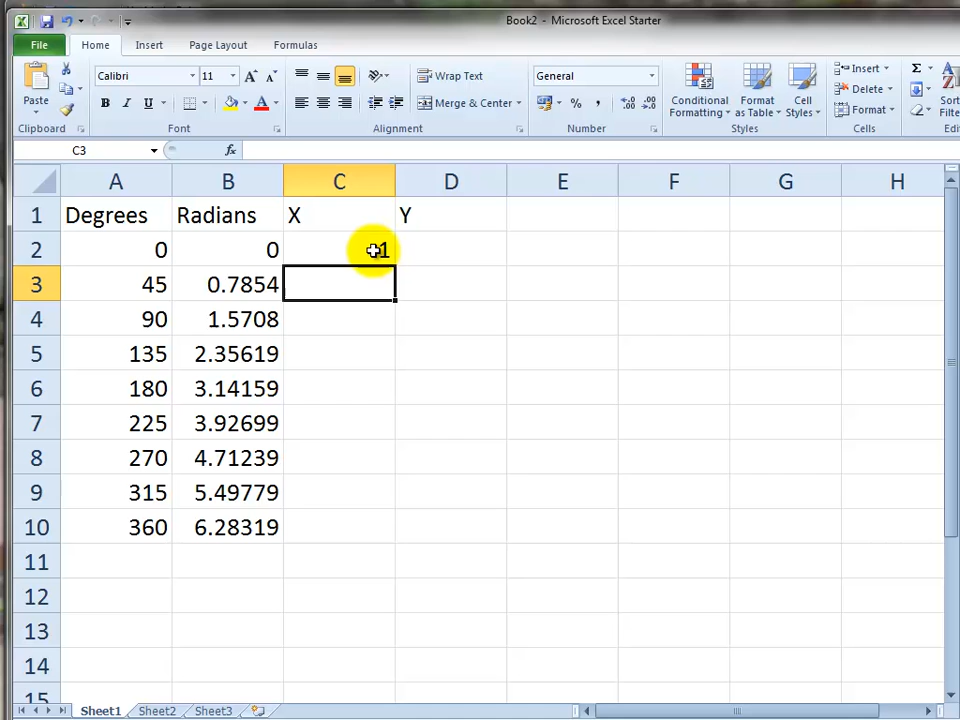 Book2 - Microsoft Excel Starter
File Home Insert Page Layout Formulas
Paste
Calibri 11
B I U
A A
A
Wrap Text
Merge & Center
General
% ,
Conditional Formatting
Format as Table
Cell Styles
Insert
Delete
Format
Σ
Clipboard Font Alignment Number Styles Cells
C3 fx
A B C D E F G H
1 Degrees Radians X Y
2 0 0 1
3 45 0.7854
4 90 1.5708
5 135 2.35619
6 180 3.14159
7 225 3.92699
8 270 4.71239
9 315 5.49779
10 360 6.28319
11
12
13
14
15
Sheet1 Sheet2 Sheet3